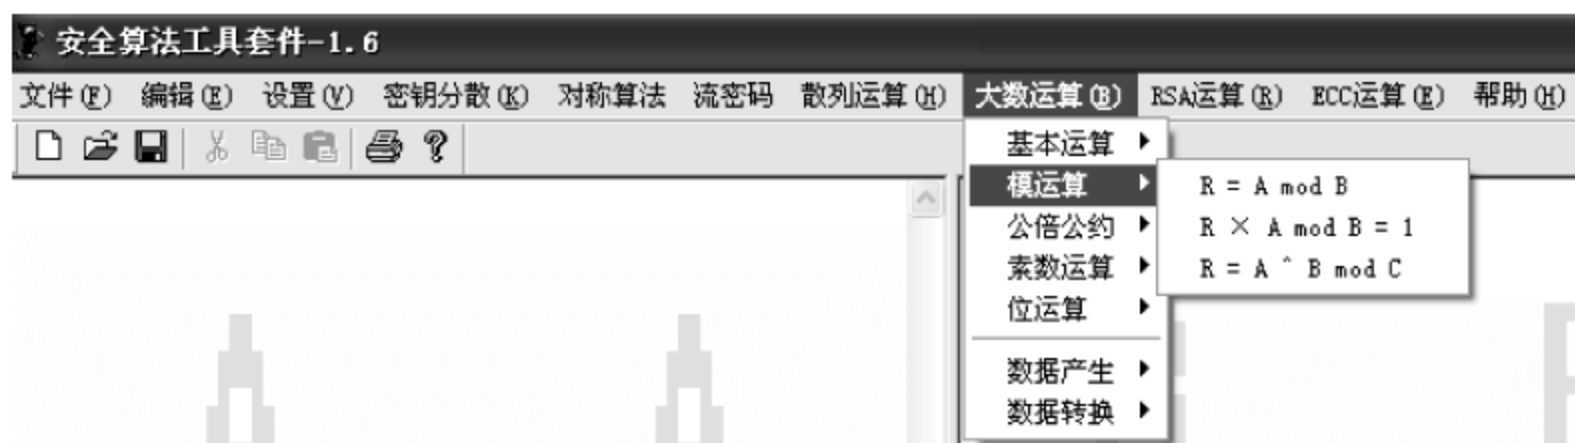 安全算法工具套件-1.6
文件(F) 编辑(E) 设置(V) 密钥分散(K) 对称算法 流密码 散列运算(H) 大数运算(B) RSA运算(R) ECC运算(E) 帮助(H)
基本运算
模运算
R = A mod B
公倍公约
R × A mod B = 1
素数运算
R = A ^ B mod C
位运算
数据产生
数据转换